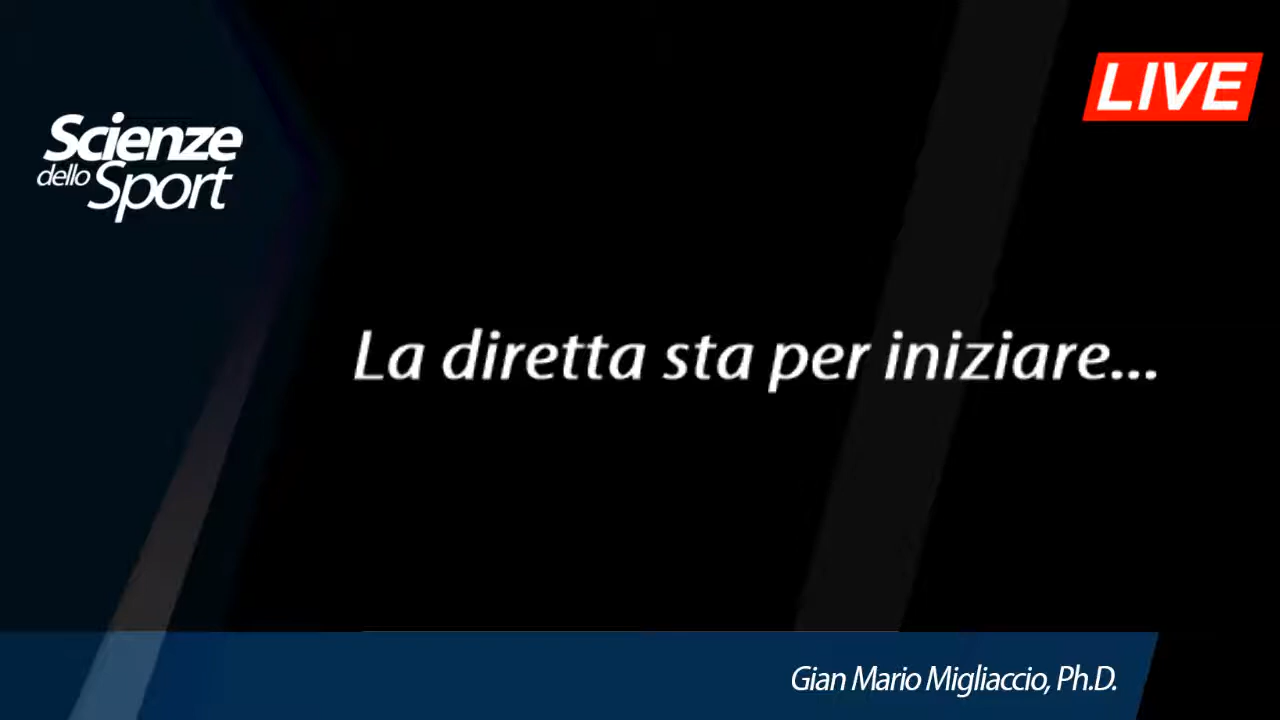 LIVE
Scienze
dello Sport
La diretta sta per iniziare...
Gian Mario Migliaccio, Ph.D.